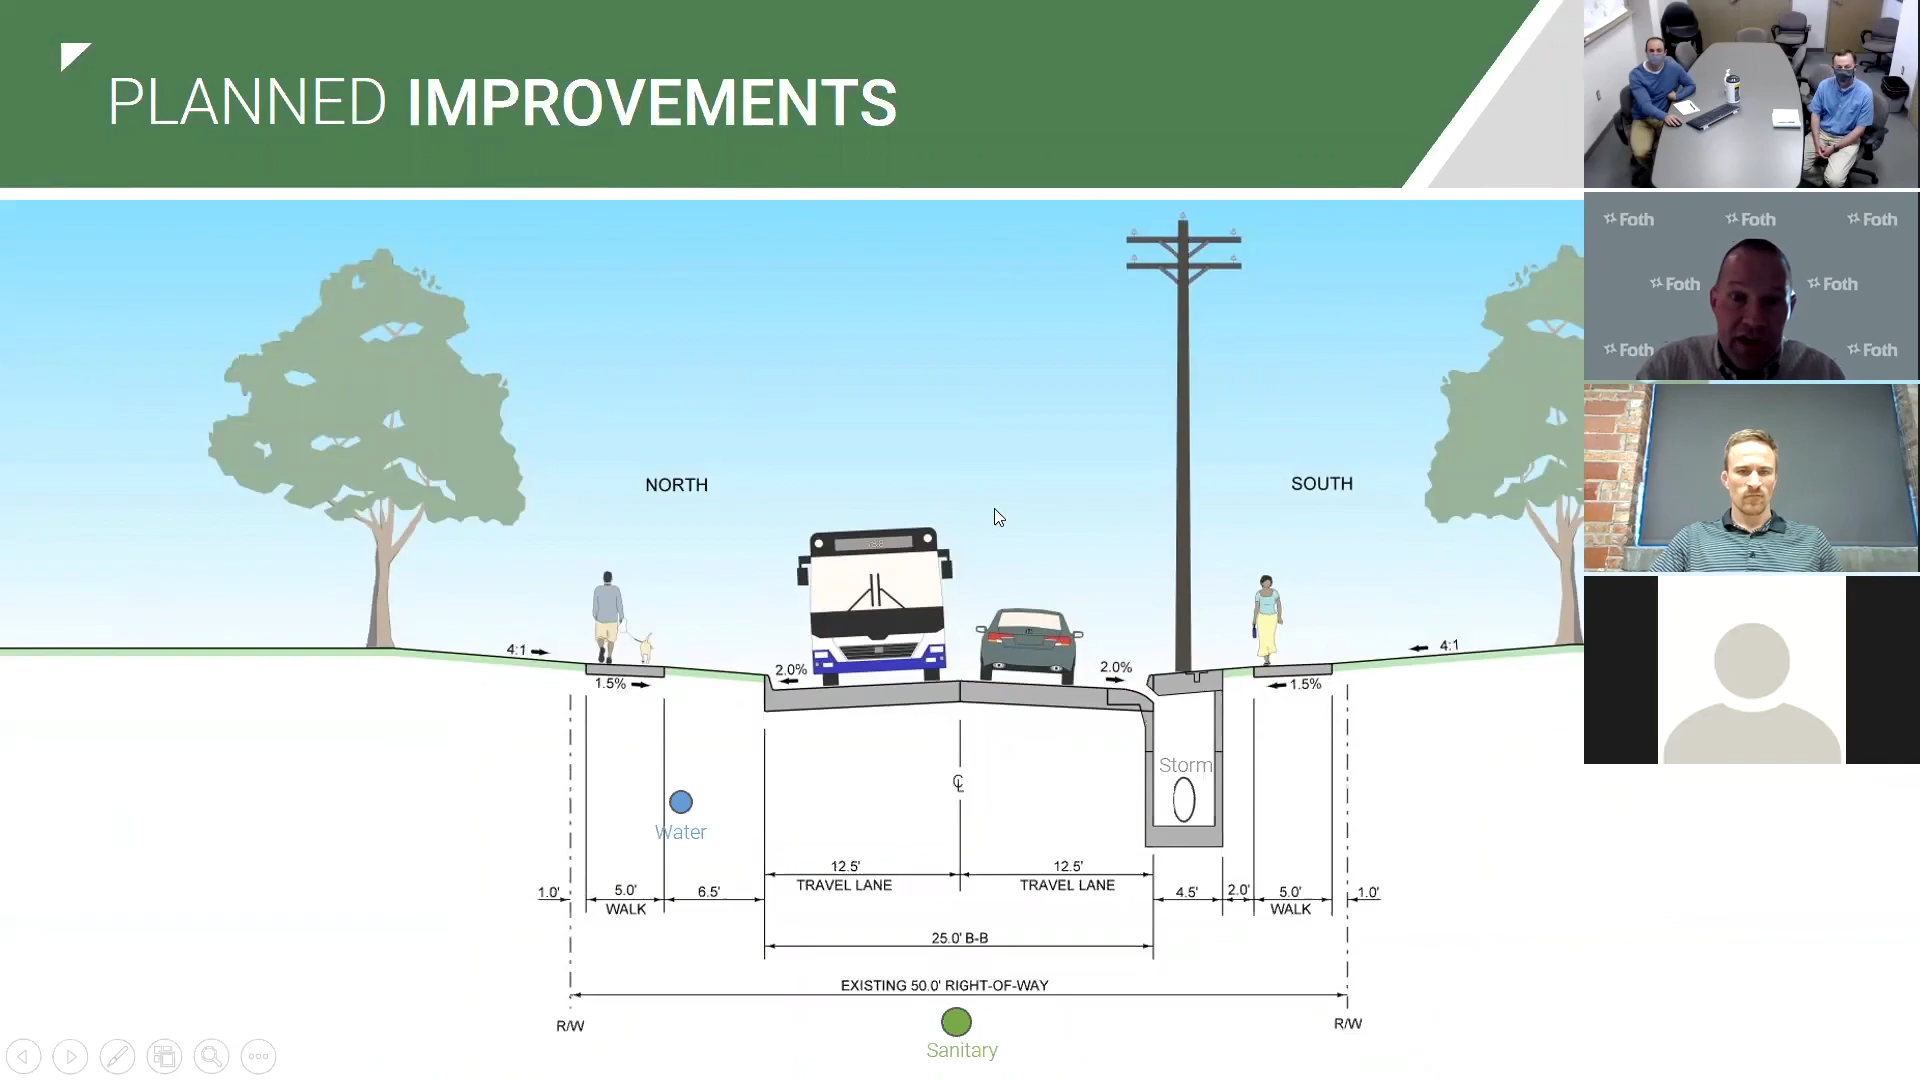 PLANNED IMPROVEMENTS
Foth Foth Foth
Foth Foth
Foth Foth
NORTH
SOUTH
4:1
4:1
2.0%
2.0%
1.5%
1.5%
Storm
CL
Water
12.5'
12.5'
TRAVEL LANE
TRAVEL LANE
1.0' 5.0' 6.5' 4.5' 2.0' 5.0' 1.0'
WALK
WALK
25.0' B-B
EXISTING 50.0' RIGHT-OF-WAY
R/W
R/W
Sanitary